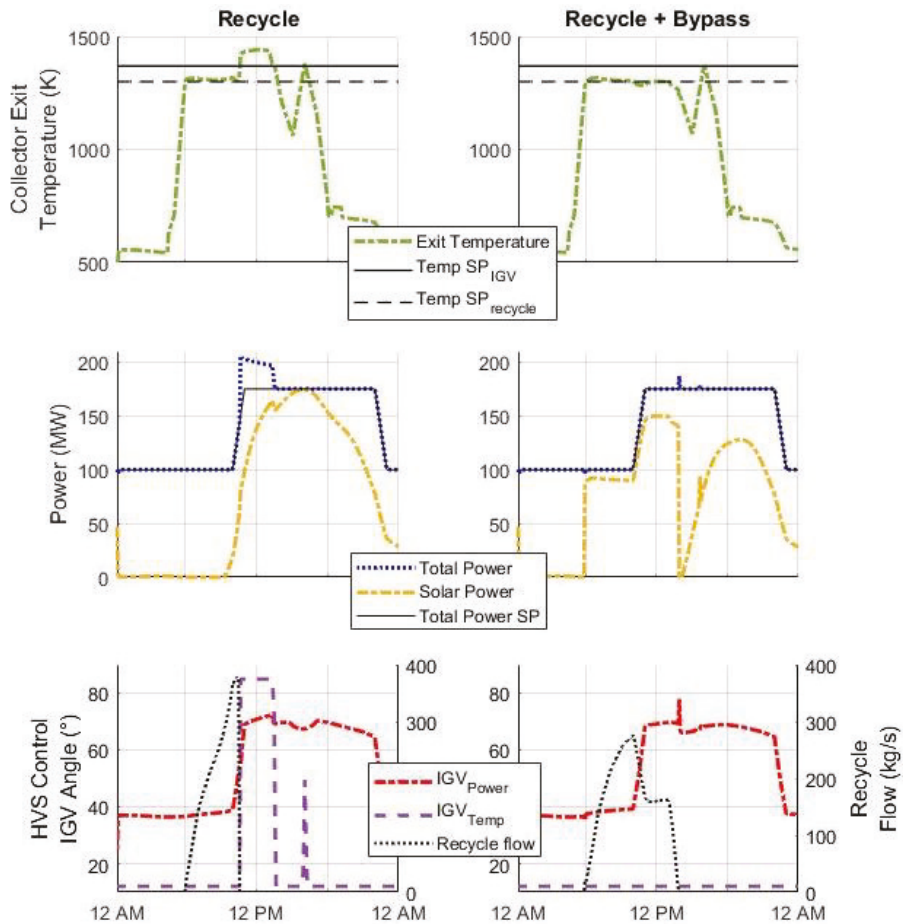 Recycle
Recycle + Bypass
Collector Exit
Temperature (K)
1500
1000
500
1500
1000
500
Exit Temperature
Temp SP_IGV
Temp SP_recycle
Power (MW)
200
150
100
50
0
200
150
100
50
0
Total Power
Solar Power
Total Power SP
HVS Control
IGV Angle (°)
80
60
40
20
400
300
200
100
0
80
60
40
20
400
300
200
100
0
Recycle
Flow (kg/s)
IGV_Power
IGV_Temp
Recycle flow
12 AM
12 PM
12 AM
12 PM
12 AM